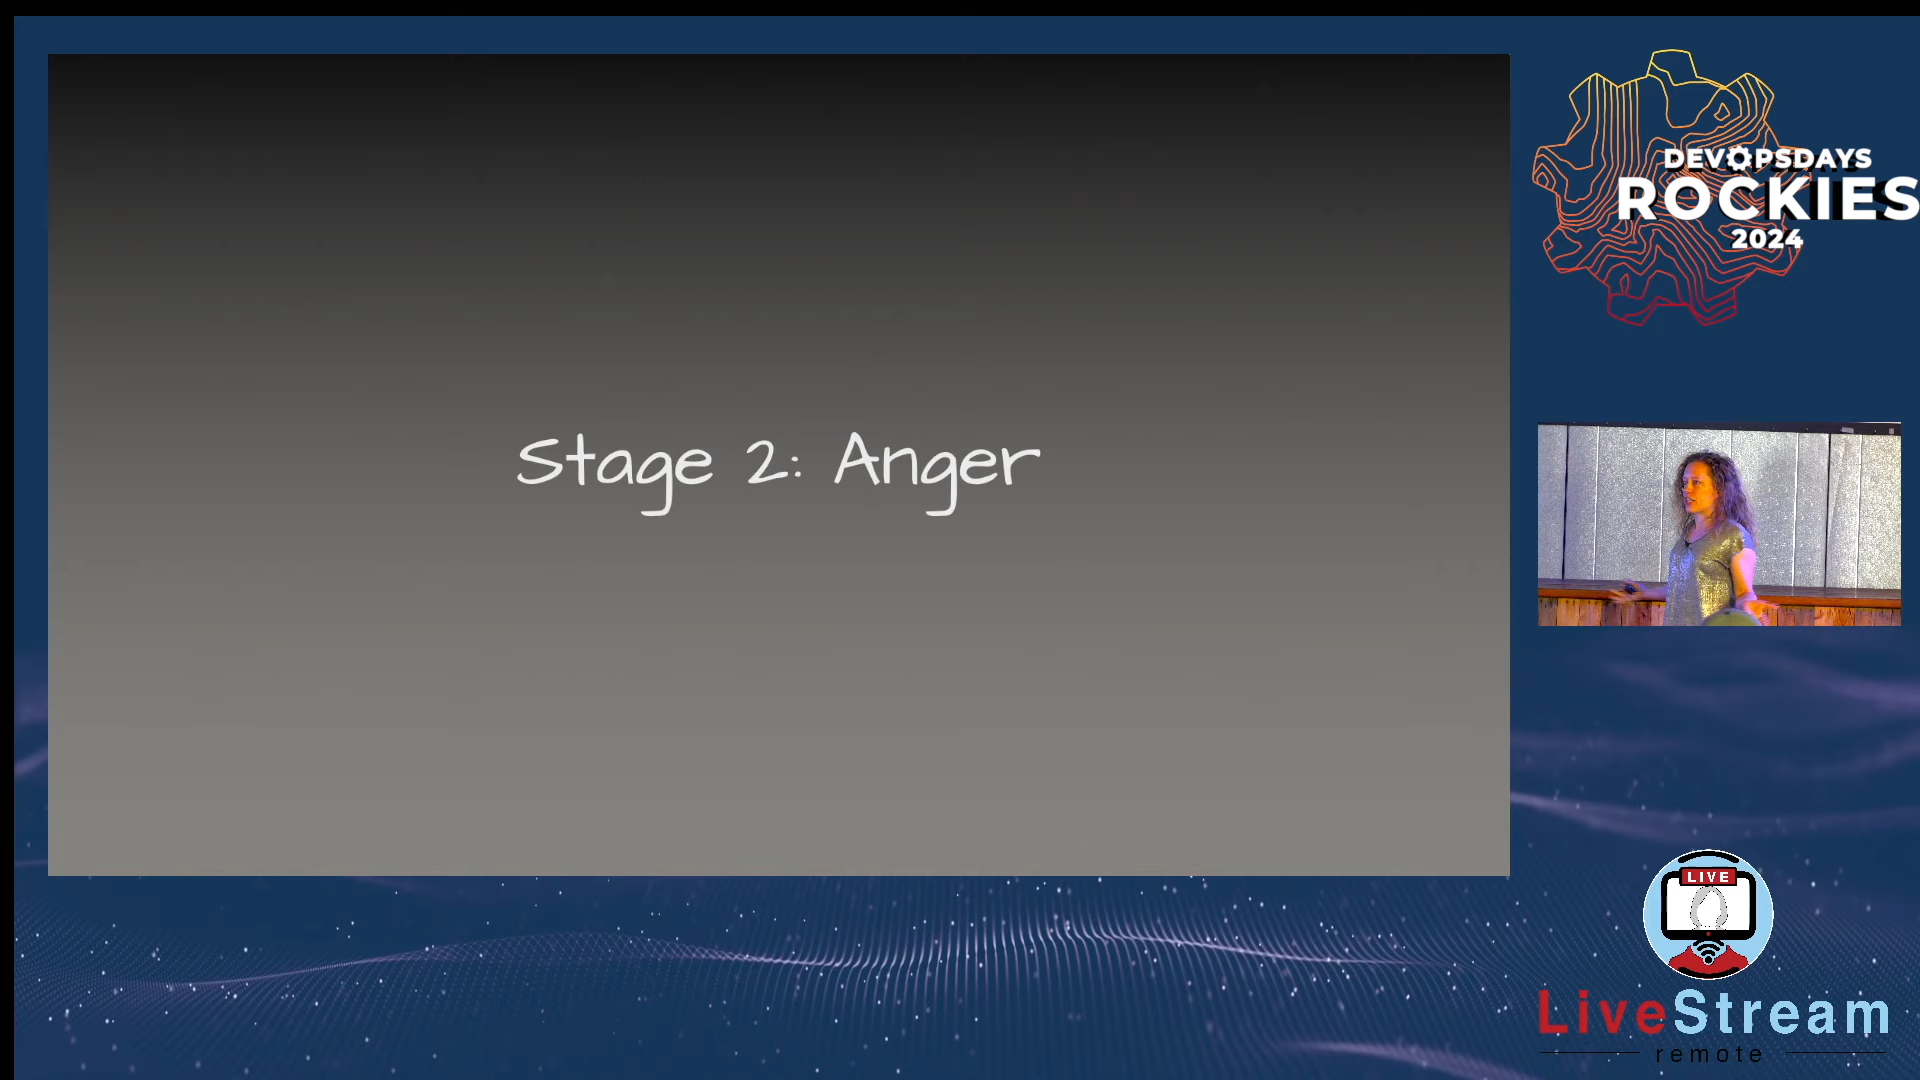 Stage 2: Anger
DEVOPSDAYS
ROCKIES
2024
LIVE
LiveStream
remote